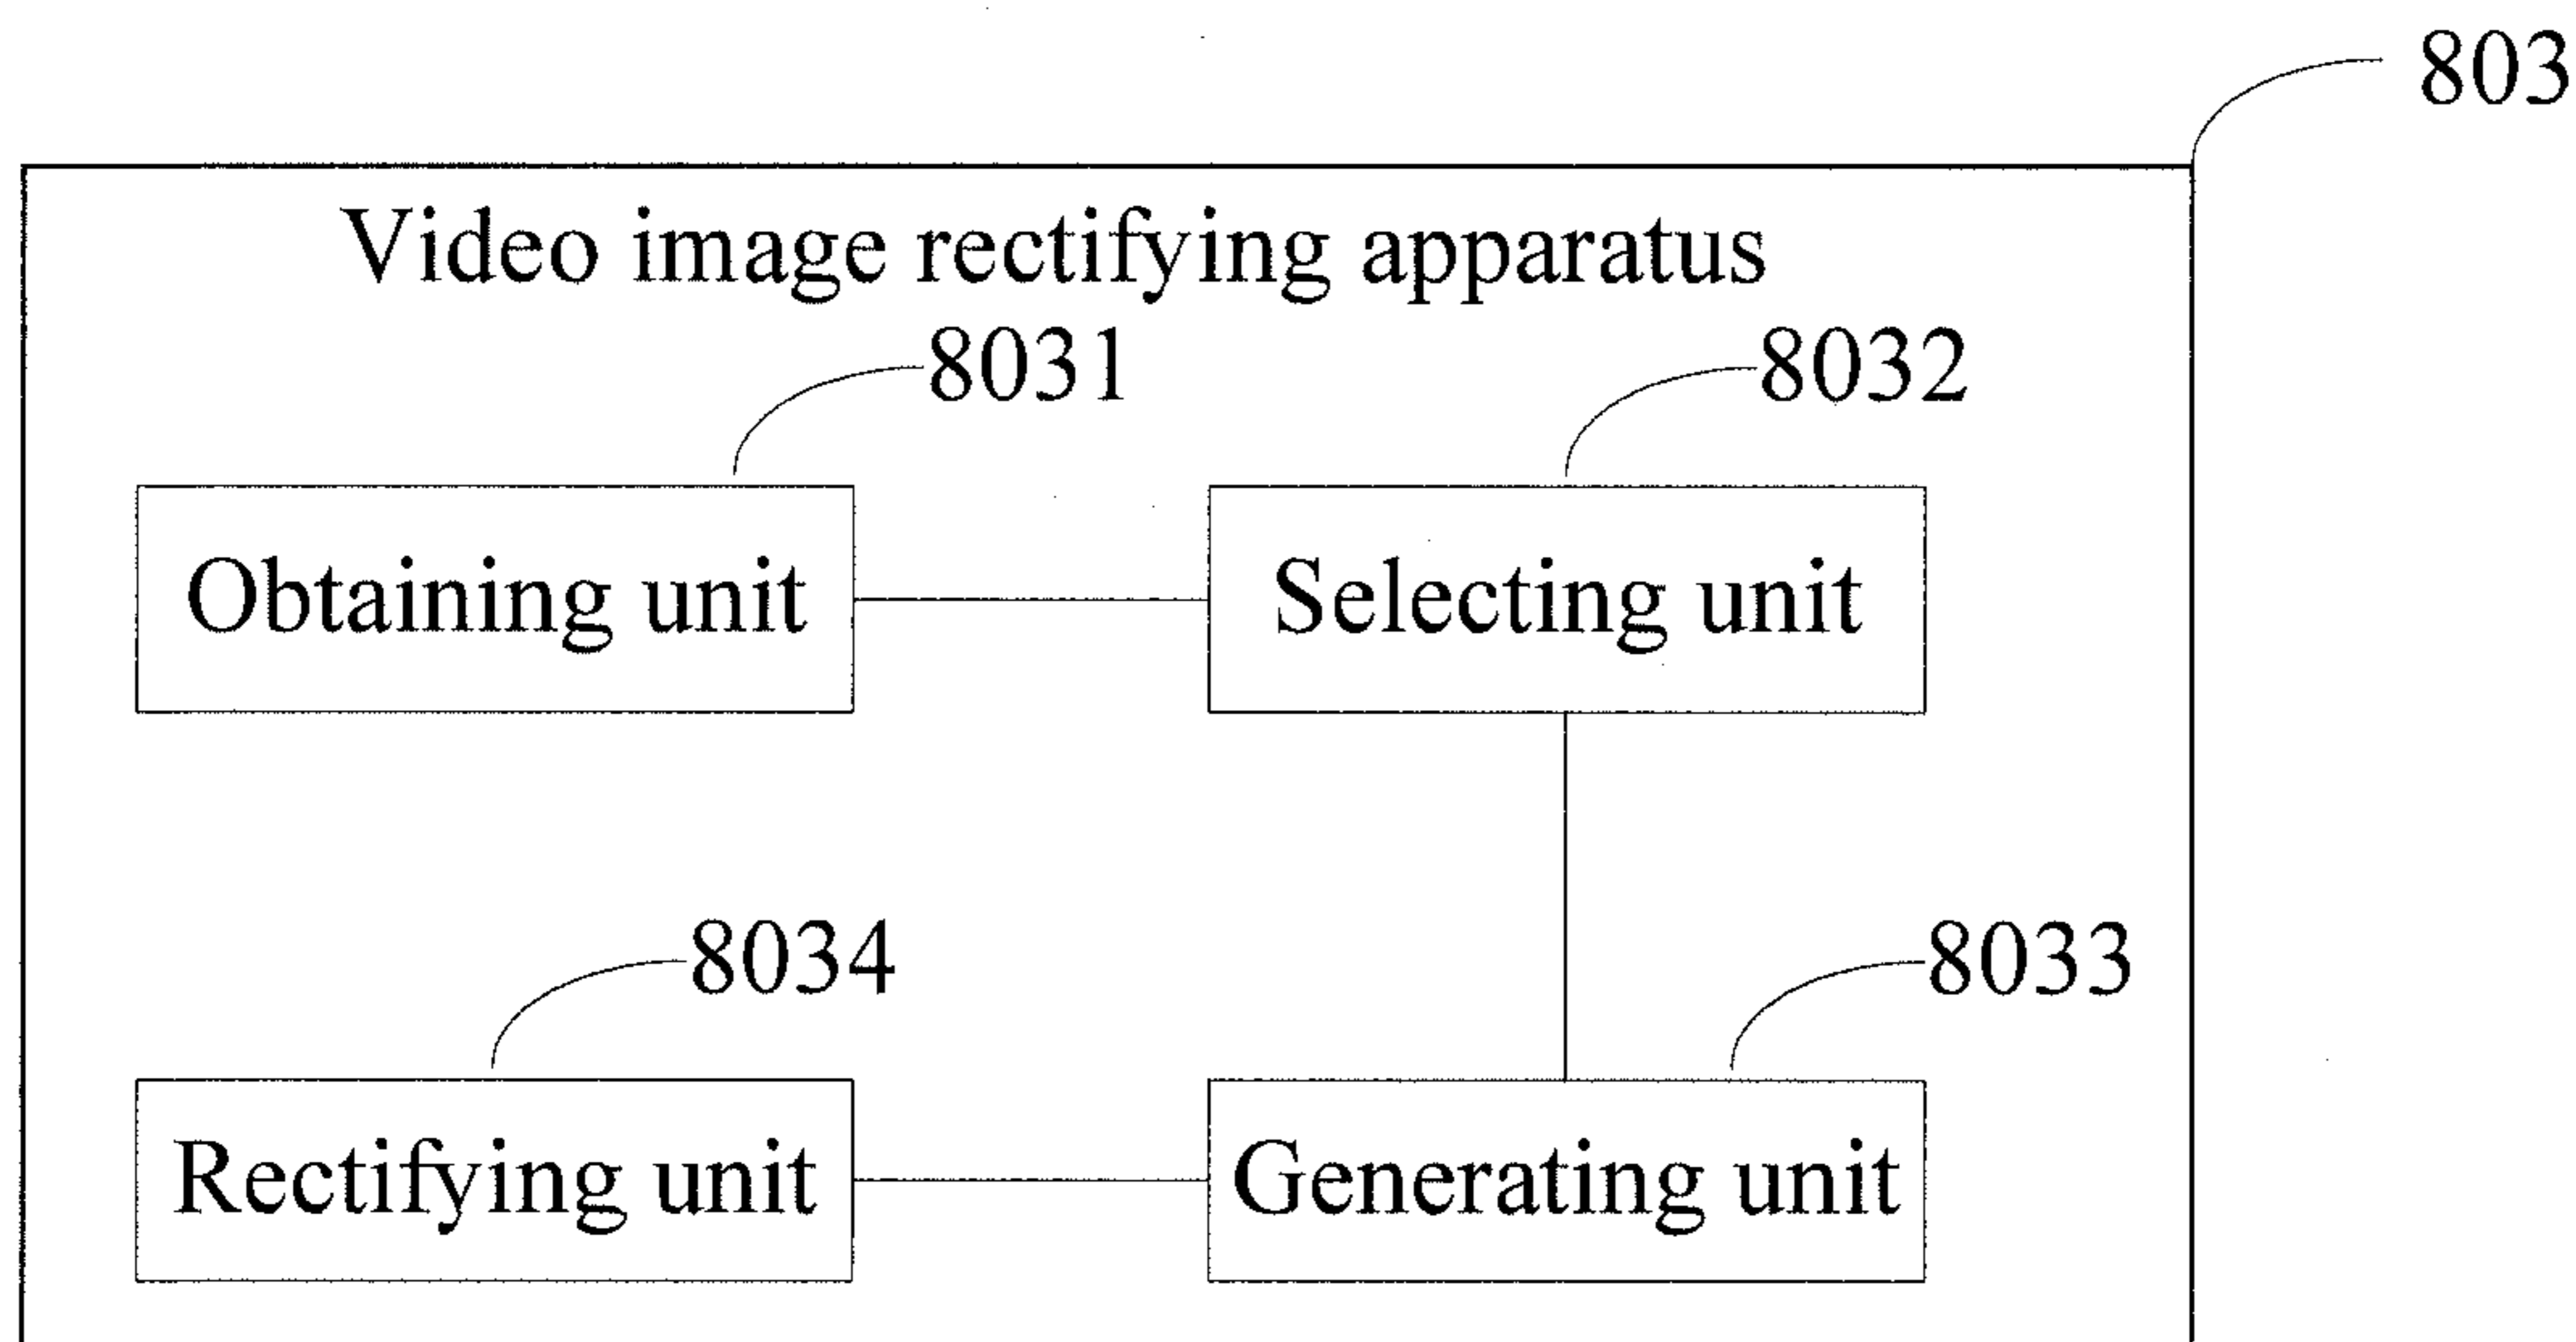 803
Video image rectifying apparatus
8031
8032
Obtaining unit
Selecting unit
8034
8033
Rectifying unit
Generating unit